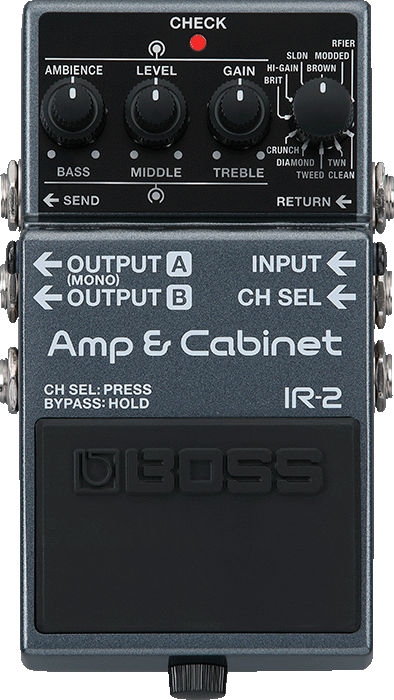 CHECK
AMBIENCE LEVEL GAIN
BASS MIDDLE TREBLE
RFIER
SLDN MODDED
HI-GAIN BROWN
BRIT
CRUNCH
DIAMOND TWN
TWEED CLEAN
← SEND RETURN ←
← OUTPUT A INPUT ←
(MONO)
← OUTPUT B CH SEL ←
Amp & Cabinet
CH SEL: PRESS
BYPASS: HOLD
IR-2
BOSS